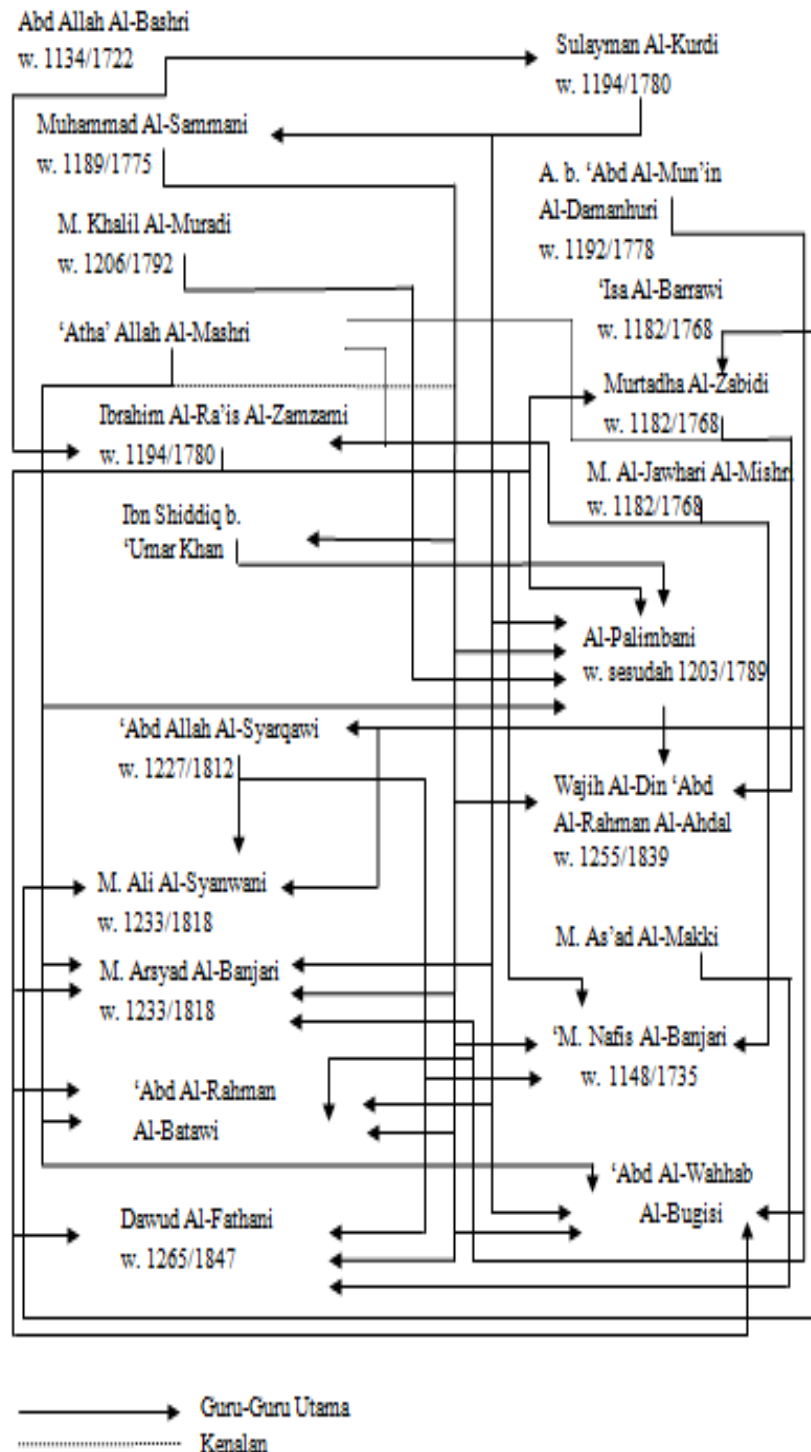 Abd Allah Al-Bashri
w. 1134/1722
Sulayman Al-Kurdi
w. 1194/1780
Muhammad Al-Sammani
w. 1189/1775
A. b. ‘Abd Al-Mun’in
Al-Damanhuri
w. 1192/1778
M. Khalil Al-Muradi
w. 1206/1792
‘Isa Al-Barrawi
w. 1182/1768
‘Atha’ Allah Al-Mashri
Murtadha Al-Zabidi
w. 1182/1768
Ibrahim Al-Ra’is Al-Zamzami
w. 1194/1780
M. Al-Jawhari Al-Mishri
w. 1182/1768
Ibn Shiddiq b.
‘Umar Khan
Al-Palimbani
w. sesudah 1203/1789
‘Abd Allah Al-Syarqawi
w. 1227/1812
Wajih Al-Din ‘Abd
Al-Rahman Al-Ahdal
w. 1255/1839
M. Ali Al-Syanwani
w. 1233/1818
M. As’ad Al-Makki
M. Arsyad Al-Banjari
w. 1233/1818
‘M. Nafis Al-Banjari
w. 1148/1735
‘Abd Al-Rahman
Al-Batawi
‘Abd Al-Wahhab
Al-Bugisi
Dawud Al-Fathani
w. 1265/1847
Guru-Guru Utama
Kenalan